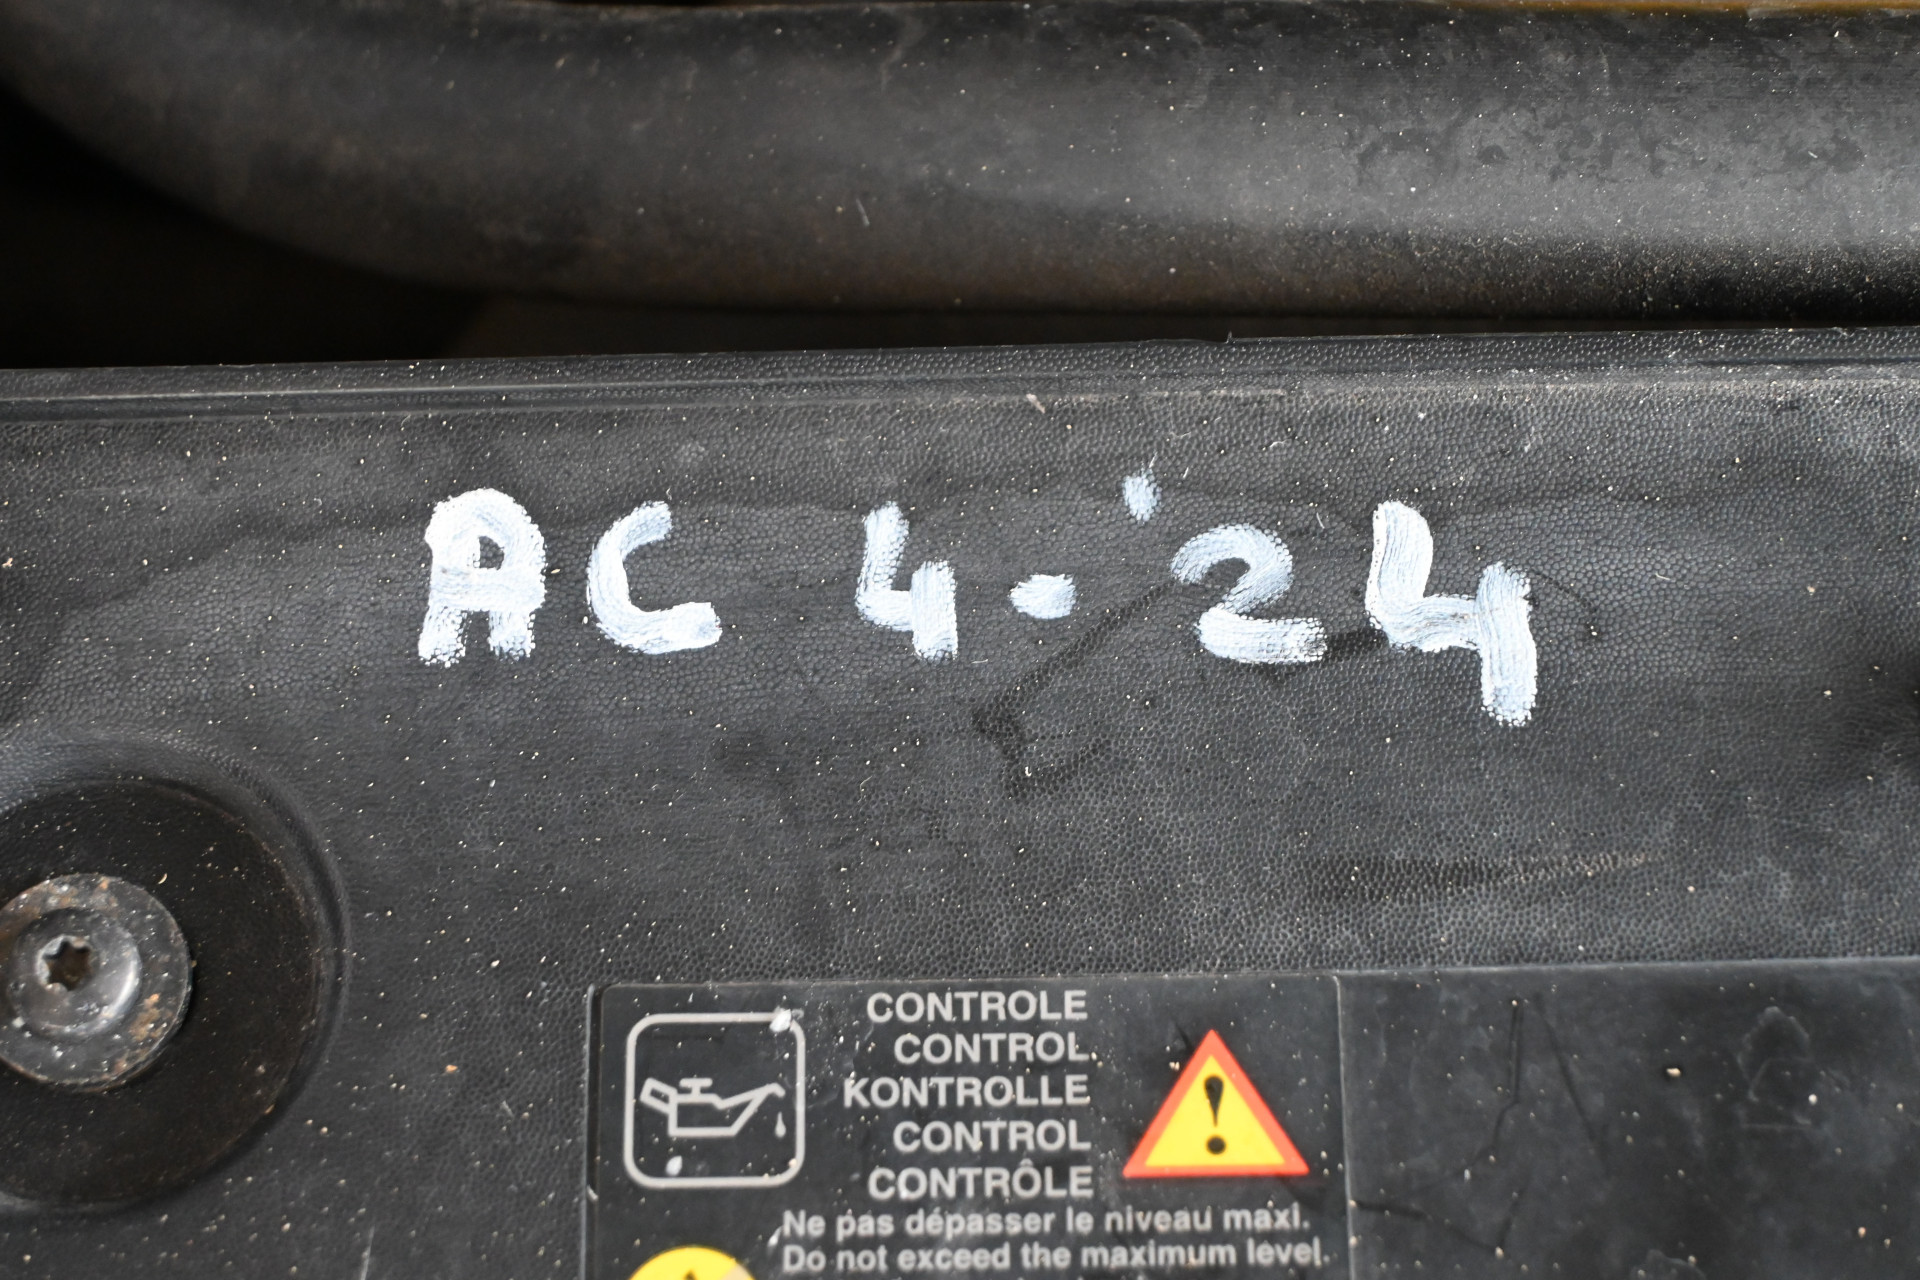 AC 4.'24
CONTROLE
CONTROL
KONTROLLE
CONTROL
CONTRÔLE
Ne pas dépasser le niveau maxi.
Do not exceed the maximum level.